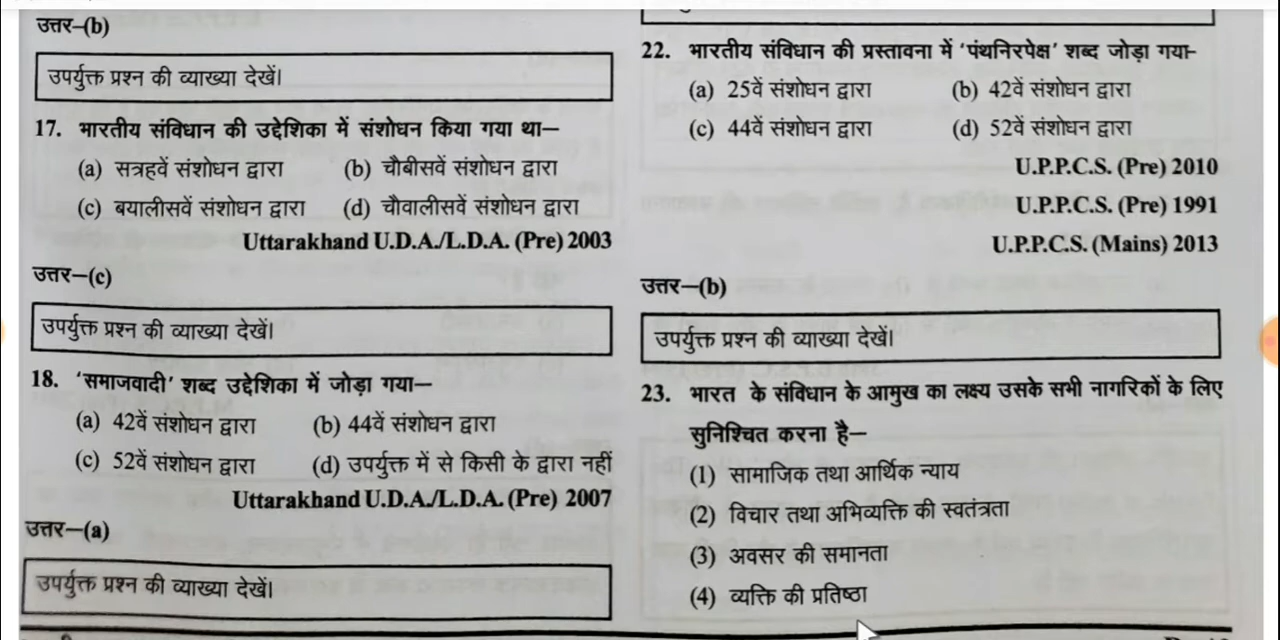 उत्तर–(b)
उपर्युक्त प्रश्न की व्याख्या देखें।
17. भारतीय संविधान की उद्देशिका में संशोधन किया गया था—
(a) सत्रहवें संशोधन द्वारा (b) चौबीसवें संशोधन द्वारा
(c) बयालीसवें संशोधन द्वारा (d) चौवालीसवें संशोधन द्वारा
Uttarakhand U.D.A./L.D.A. (Pre) 2003
उत्तर–(c)
उपर्युक्त प्रश्न की व्याख्या देखें।
18. ‘समाजवादी’ शब्द उद्देशिका में जोड़ा गया—
(a) 42वें संशोधन द्वारा (b) 44वें संशोधन द्वारा
(c) 52वें संशोधन द्वारा (d) उपर्युक्त में से किसी के द्वारा नहीं
Uttarakhand U.D.A./L.D.A. (Pre) 2007
उत्तर–(a)
उपर्युक्त प्रश्न की व्याख्या देखें।
22. भारतीय संविधान की प्रस्तावना में ‘पंथनिरपेक्ष’ शब्द जोड़ा गया-
(a) 25वें संशोधन द्वारा (b) 42वें संशोधन द्वारा
(c) 44वें संशोधन द्वारा (d) 52वें संशोधन द्वारा
U.P.P.C.S. (Pre) 2010
U.P.P.C.S. (Pre) 1991
U.P.P.C.S. (Mains) 2013
उत्तर–(b)
उपर्युक्त प्रश्न की व्याख्या देखें।
23. भारत के संविधान के आमुख का लक्ष्य उसके सभी नागरिकों के लिए
सुनिश्चित करना है—
(1) सामाजिक तथा आर्थिक न्याय
(2) विचार तथा अभिव्यक्ति की स्वतंत्रता
(3) अवसर की समानता
(4) व्यक्ति की प्रतिष्ठा